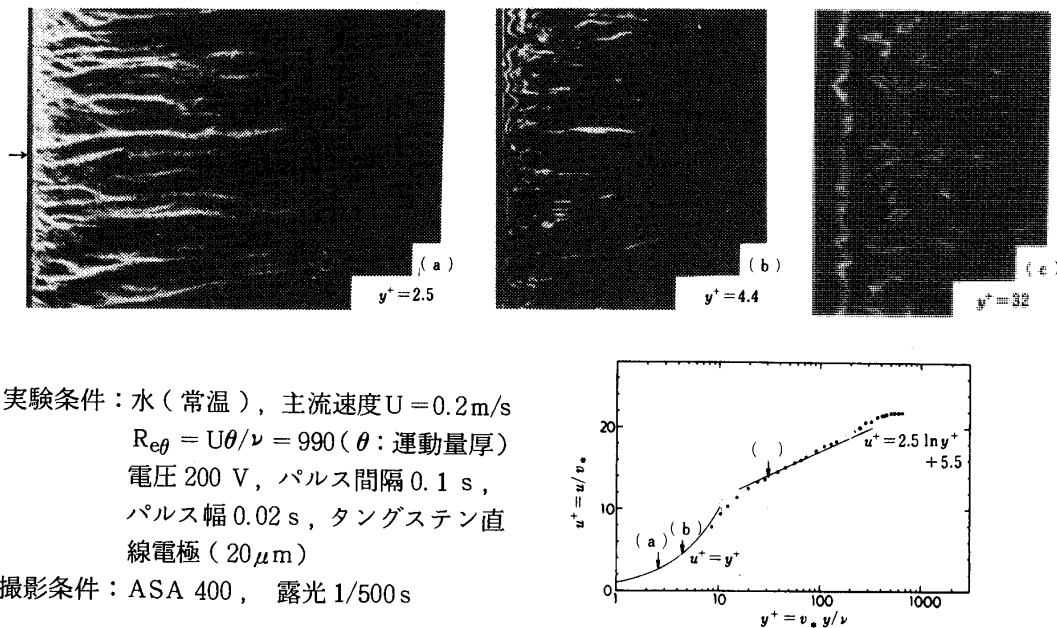 (a)
y⁺=2.5
(b)
y⁺=4.4
(c)
y⁺=32
実験条件：水（常温），主流速度U=0.2m/s
Reθ = Uθ/ν = 990（θ：運動量厚）
電圧 200 V，パルス間隔 0.1 s，
パルス幅 0.02 s，タングステン直
線電極（20μm）
撮影条件：ASA 400， 露光 1/500s
20
10
0
u⁺=u/v*
(a)
(b)
( )
u⁺=y⁺
u⁺=2.5 ln y⁺
+5.5
1
10
100
1000
y⁺=v* y/ν